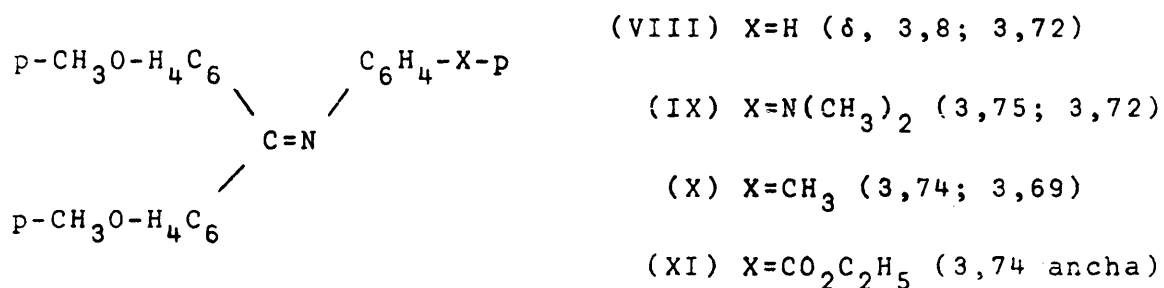 (VIII) X=H (δ, 3,8; 3,72)
p-CH₃O-H₄C₆ C₆H₄-X-p
(IX) X=N(CH₃)₂ (3,75; 3,72)
C=N
(X) X=CH₃ (3,74; 3,69)
p-CH₃O-H₄C₆
(XI) X=CO₂C₂H₅ (3,74 ancha)